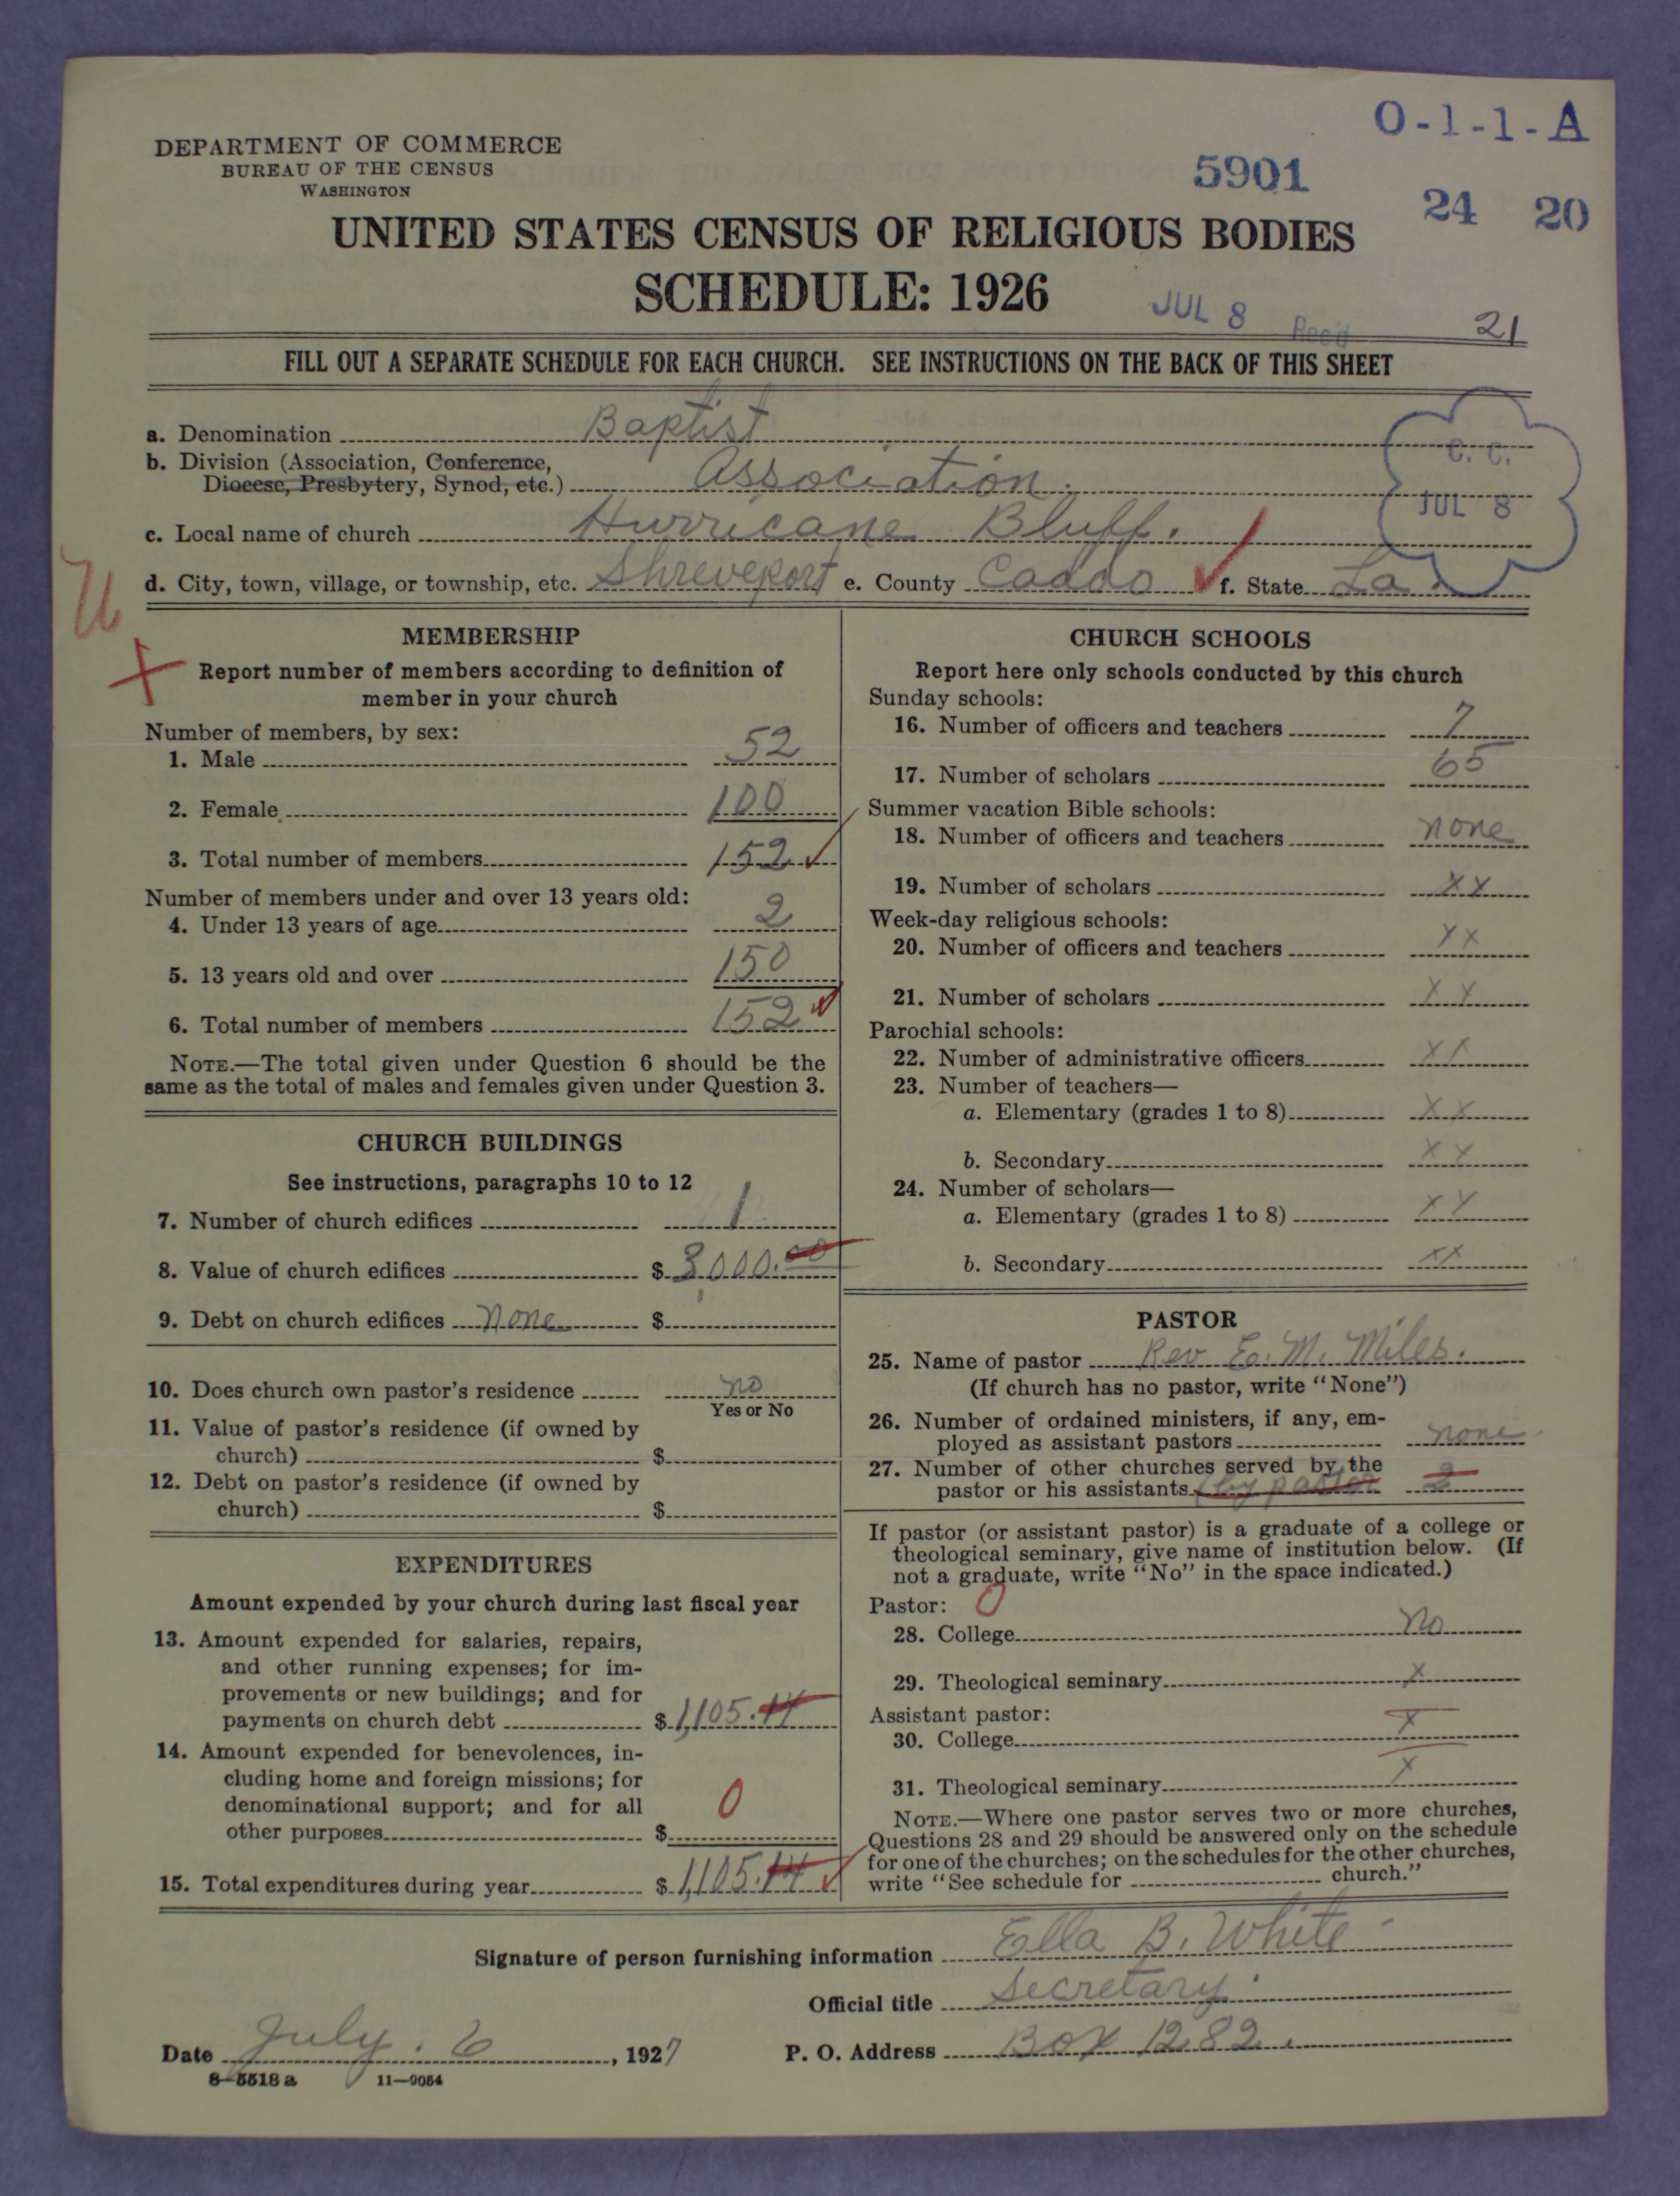 O-1-1-A
DEPARTMENT OF COMMERCE
BUREAU OF THE CENSUS
WASHINGTON
5901
24 20
UNITED STATES CENSUS OF RELIGIOUS BODIES
SCHEDULE: 1926
JUL 8 Rec'd 21
FILL OUT A SEPARATE SCHEDULE FOR EACH CHURCH. SEE INSTRUCTIONS ON THE BACK OF THIS SHEET
a. Denomination Baptist
b. Division (Association, Conference,
Diocese, Presbytery, Synod, etc.) Association.
C. C.
JUL 8
c. Local name of church Hurricane Bluff.
d. City, town, village, or township, etc. Shreveport e. County Caddo f. State La.
MEMBERSHIP
Report number of members according to definition of
member in your church
Number of members, by sex:
1. Male 52
2. Female 100
3. Total number of members 152
Number of members under and over 13 years old:
4. Under 13 years of age 2
5. 13 years old and over 150
6. Total number of members 152
NOTE.—The total given under Question 6 should be the
same as the total of males and females given under Question 3.
CHURCH BUILDINGS
See instructions, paragraphs 10 to 12
7. Number of church edifices 1
8. Value of church edifices $ 3,000.00
9. Debt on church edifices none $
10. Does church own pastor's residence no
Yes or No
11. Value of pastor's residence (if owned by
church) $
12. Debt on pastor's residence (if owned by
church) $
EXPENDITURES
Amount expended by your church during last fiscal year
13. Amount expended for salaries, repairs,
and other running expenses; for im-
provements or new buildings; and for
payments on church debt $ 1,105.14
14. Amount expended for benevolences, in-
cluding home and foreign missions; for
denominational support; and for all 0
other purposes $
15. Total expenditures during year $ 1,105.14
CHURCH SCHOOLS
Report here only schools conducted by this church
Sunday schools:
16. Number of officers and teachers 7
17. Number of scholars 65
Summer vacation Bible schools:
18. Number of officers and teachers none
19. Number of scholars x x
Week-day religious schools:
20. Number of officers and teachers x x
21. Number of scholars x x
Parochial schools:
22. Number of administrative officers x x
23. Number of teachers—
a. Elementary (grades 1 to 8) x x
b. Secondary x x
24. Number of scholars—
a. Elementary (grades 1 to 8) x x
b. Secondary x x
PASTOR
25. Name of pastor Rev E. M. Miles.
(If church has no pastor, write "None")
26. Number of ordained ministers, if any, em-
ployed as assistant pastors none
27. Number of other churches served by the
pastor or his assistants (by pastor 2
If pastor (or assistant pastor) is a graduate of a college or
theological seminary, give name of institution below. (If
not a graduate, write "No" in the space indicated.)
Pastor: 0
28. College No
29. Theological seminary x
Assistant pastor:
30. College x
31. Theological seminary x
NOTE.—Where one pastor serves two or more churches,
Questions 28 and 29 should be answered only on the schedule
for one of the churches; on the schedules for the other churches,
write "See schedule for church."
Signature of person furnishing information Ella B. White
Official title Secretary.
Date July. 6, 1927 P. O. Address Box 1282.
8-5518 a 11-9054